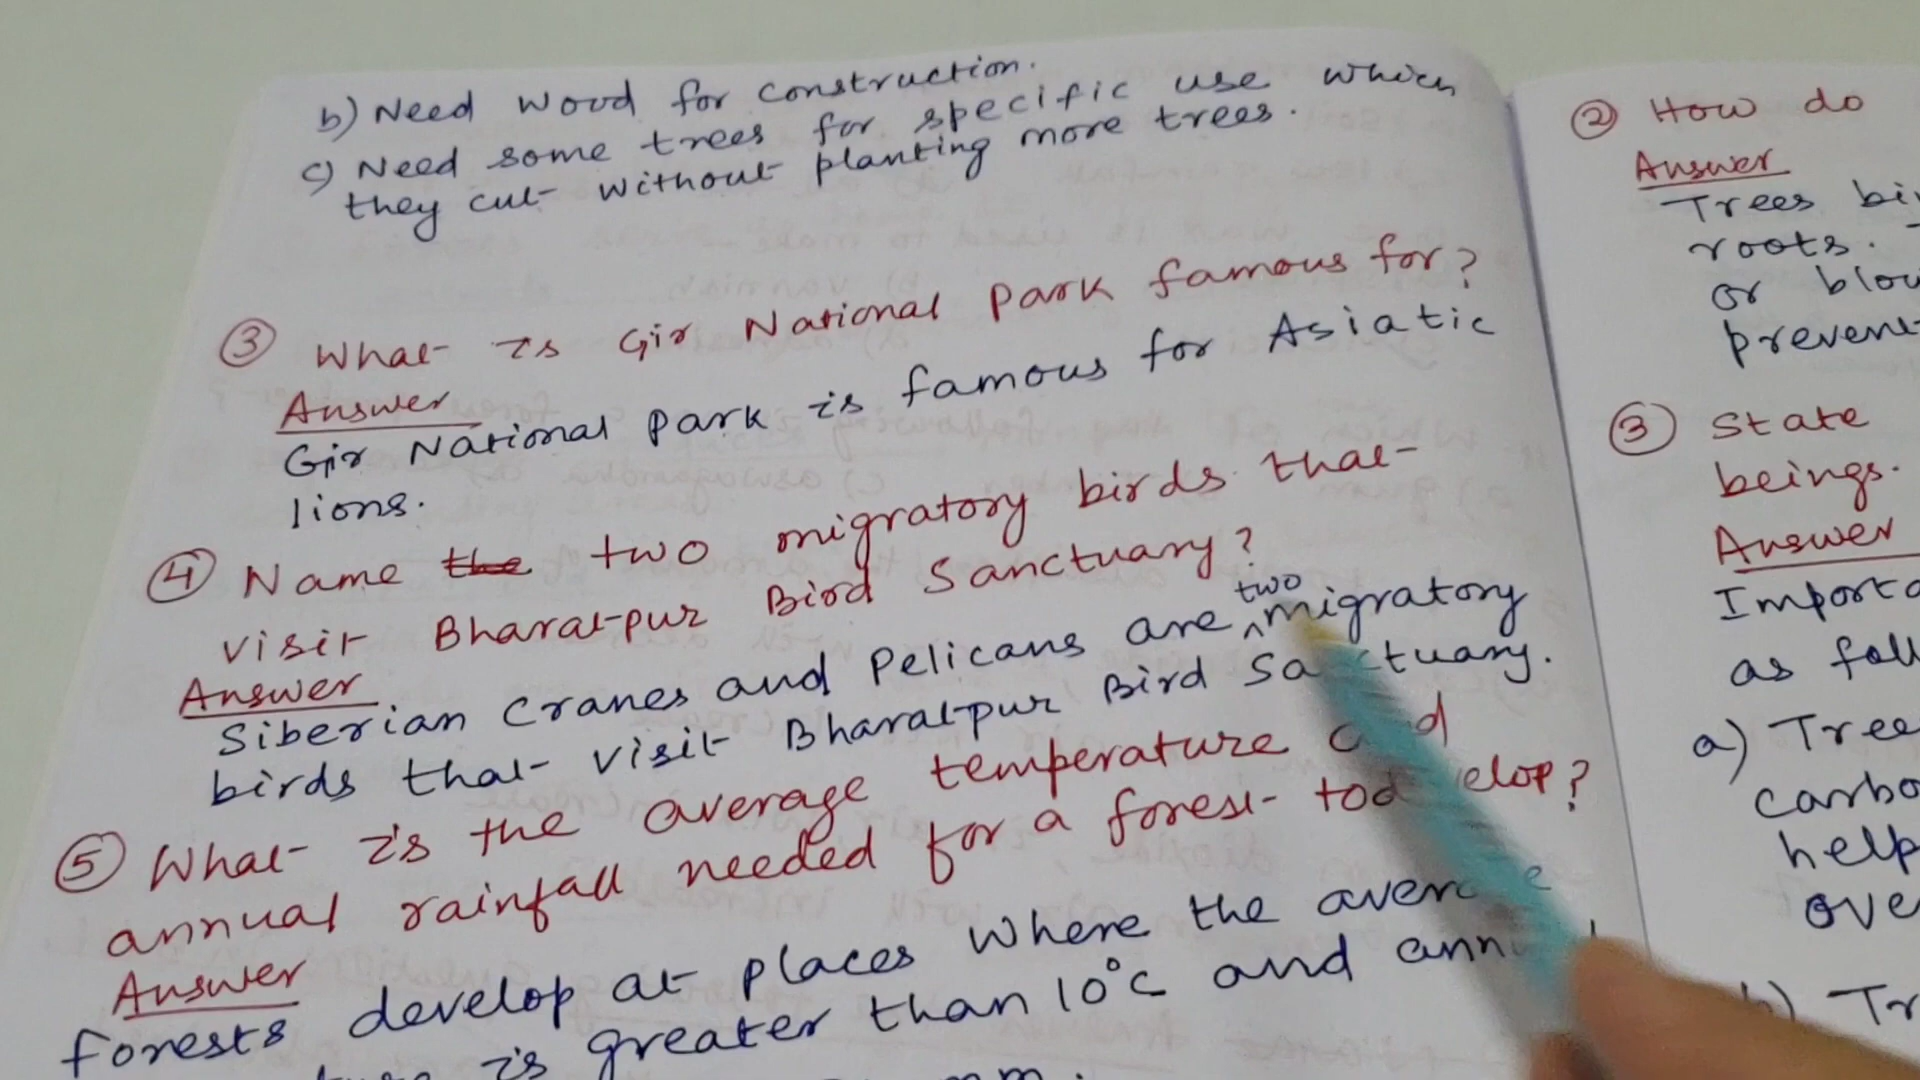 b) Need wood for construction.
c) Need some trees for specific use which
they cut without planting more trees.
③ What is Gir National park famous for?
Answer
Gir National park is famous for Asiatic
lions.
④ Name the two migratory birds that
visit Bharatpur Bird Sanctuary?
Answer
Siberian Cranes and Pelicans are two migratory
birds that visit Bharatpur Bird Sanctuary.
⑤ What is the average temperature and
annual rainfall needed for a forest to develop?
Answer
Forests develop at places where the average
is greater than 10°C and annual
mm.
② How do
Answer
Trees
roots.
or
③ State
beings.
Answer
as
a)
help
b)